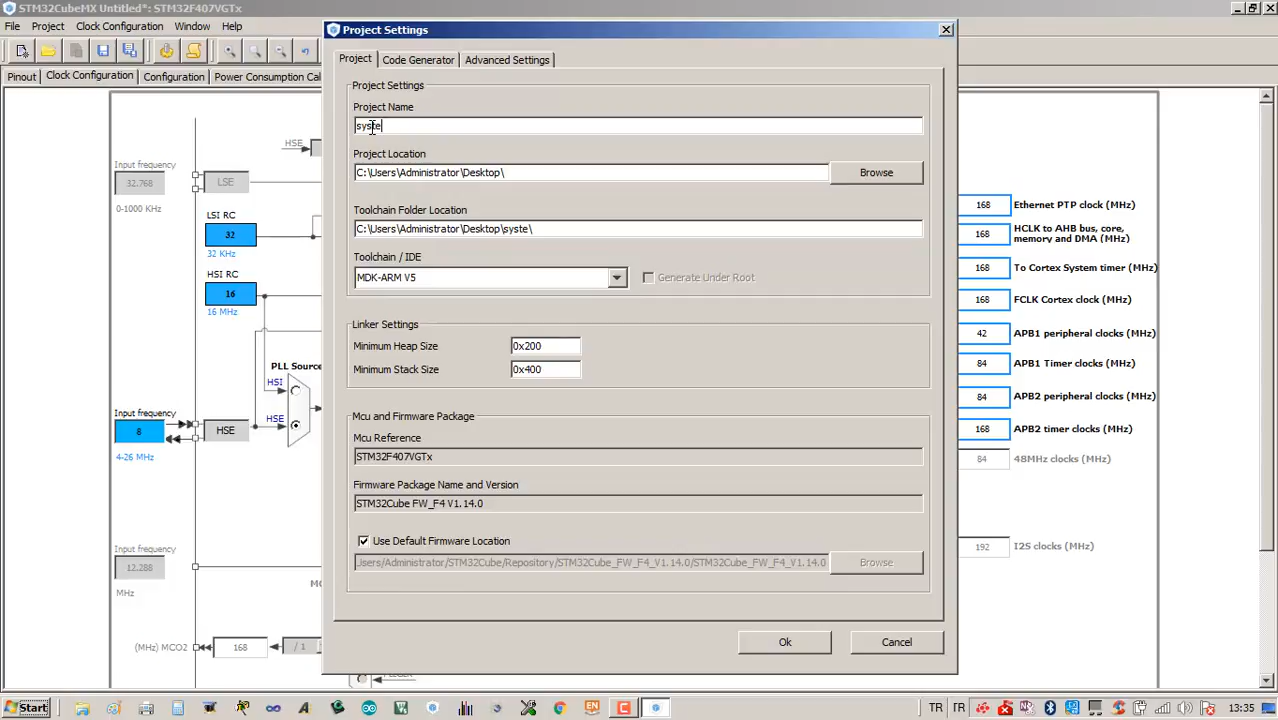 STM32CubeMX Untitled*: STM32F407VGTx
File Project Clock Configuration Window Help
Pinout Clock Configuration Configuration Power Consumption Cal
Project Settings
Project Code Generator Advanced Settings
Project Settings
Project Name
syste
Project Location
C:\Users\Administrator\Desktop\
Browse
Toolchain Folder Location
C:\Users\Administrator\Desktop\syste\
Toolchain / IDE
MDK-ARM V5
Generate Under Root
Linker Settings
Minimum Heap Size 0x200
Minimum Stack Size 0x400
Mcu and Firmware Package
Mcu Reference
STM32F407VGTx
Firmware Package Name and Version
STM32Cube FW_F4 V1.14.0
Use Default Firmware Location
Users/Administrator/STM32Cube/Repository/STM32Cube_FW_F4_V1.14.0/STM32Cube_FW_F4_V1.14.0
Browse
Ok Cancel
HSE
Input frequency
32.768
LSE
0-1000 KHz
LSI RC
32
32 KHz
HSI RC
16
16 MHz
PLL Source
HSI
HSE
Input frequency
8
HSE
4-26 MHz
Input frequency
12.288
MHz
(MHz) MCO2 168 / 1
168 Ethernet PTP clock (MHz)
168 HCLK to AHB bus, core,
memory and DMA (MHz)
168 To Cortex System timer (MHz)
168 FCLK Cortex clock (MHz)
42 APB1 peripheral clocks (MHz)
84 APB1 Timer clocks (MHz)
84 APB2 peripheral clocks (MHz)
168 APB2 timer clocks (MHz)
84 48MHz clocks (MHz)
192 I2S clocks (MHz)
Start
EN
TR TR
13:35